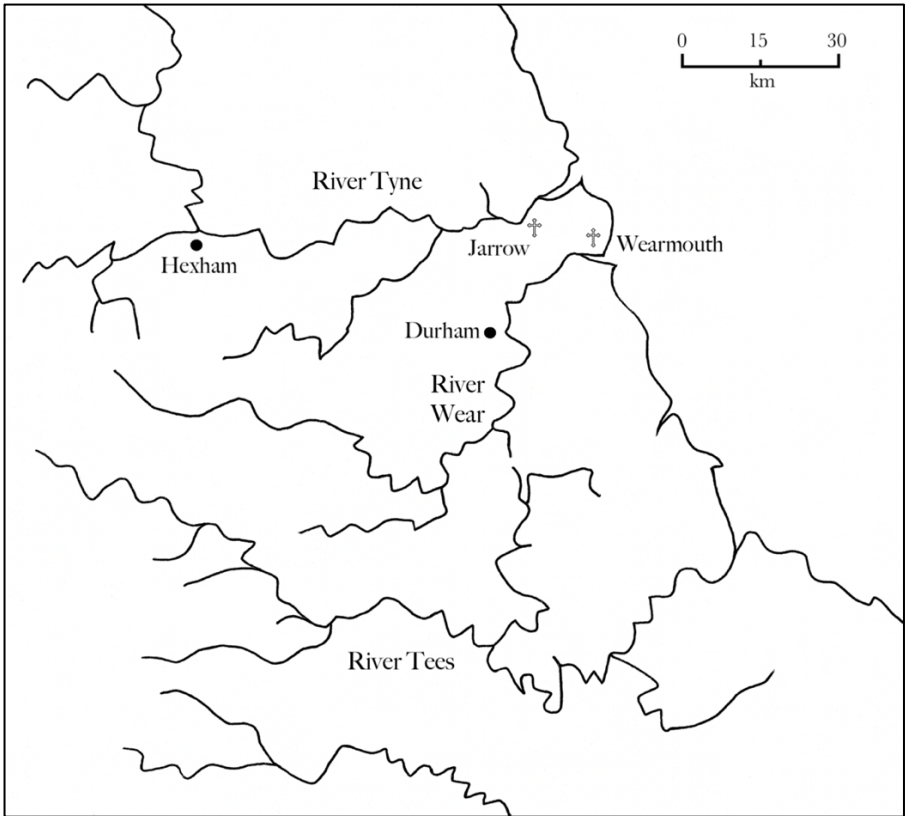 0 15 30
km
River Tyne
Jarrow
Wearmouth
Hexham
Durham
River
Wear
River Tees